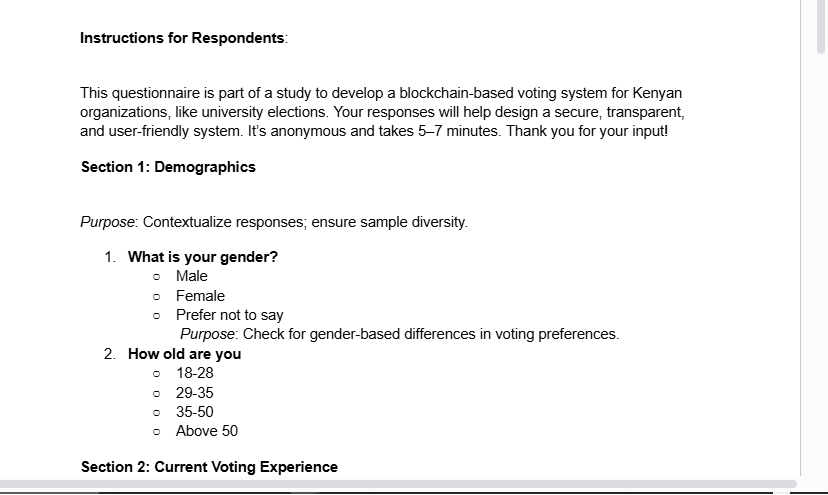 Instructions for Respondents:
This questionnaire is part of a study to develop a blockchain-based voting system for Kenyan
organizations, like university elections. Your responses will help design a secure, transparent,
and user-friendly system. It's anonymous and takes 5–7 minutes. Thank you for your input!
Section 1: Demographics
Purpose: Contextualize responses; ensure sample diversity.
1. What is your gender?
○ Male
○ Female
○ Prefer not to say
Purpose: Check for gender-based differences in voting preferences.
2. How old are you
○ 18-28
○ 29-35
○ 35-50
○ Above 50
Section 2: Current Voting Experience